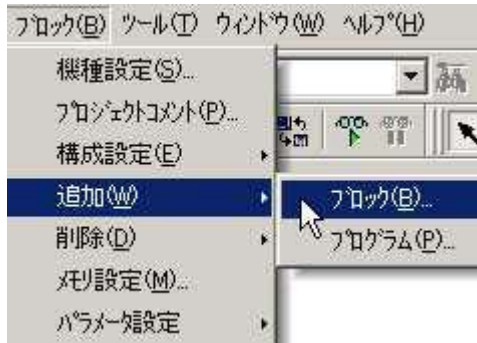 ﾌﾞﾛｯｸ(B) ツール(T) ウィンドウ(W) ﾍﾙﾌﾟ(H)
機種設定(S)...
ﾌﾟﾛｼﾞｪｸﾄｺﾒﾝﾄ(P)...
構成設定(E)
追加(W)
ﾌﾞﾛｯｸ(B)...
削除(D)
ﾌﾟﾛｸﾞﾗﾑ(P)...
ﾒﾓﾘ設定(M)...
ﾊﾟﾗﾒｰﾀ設定